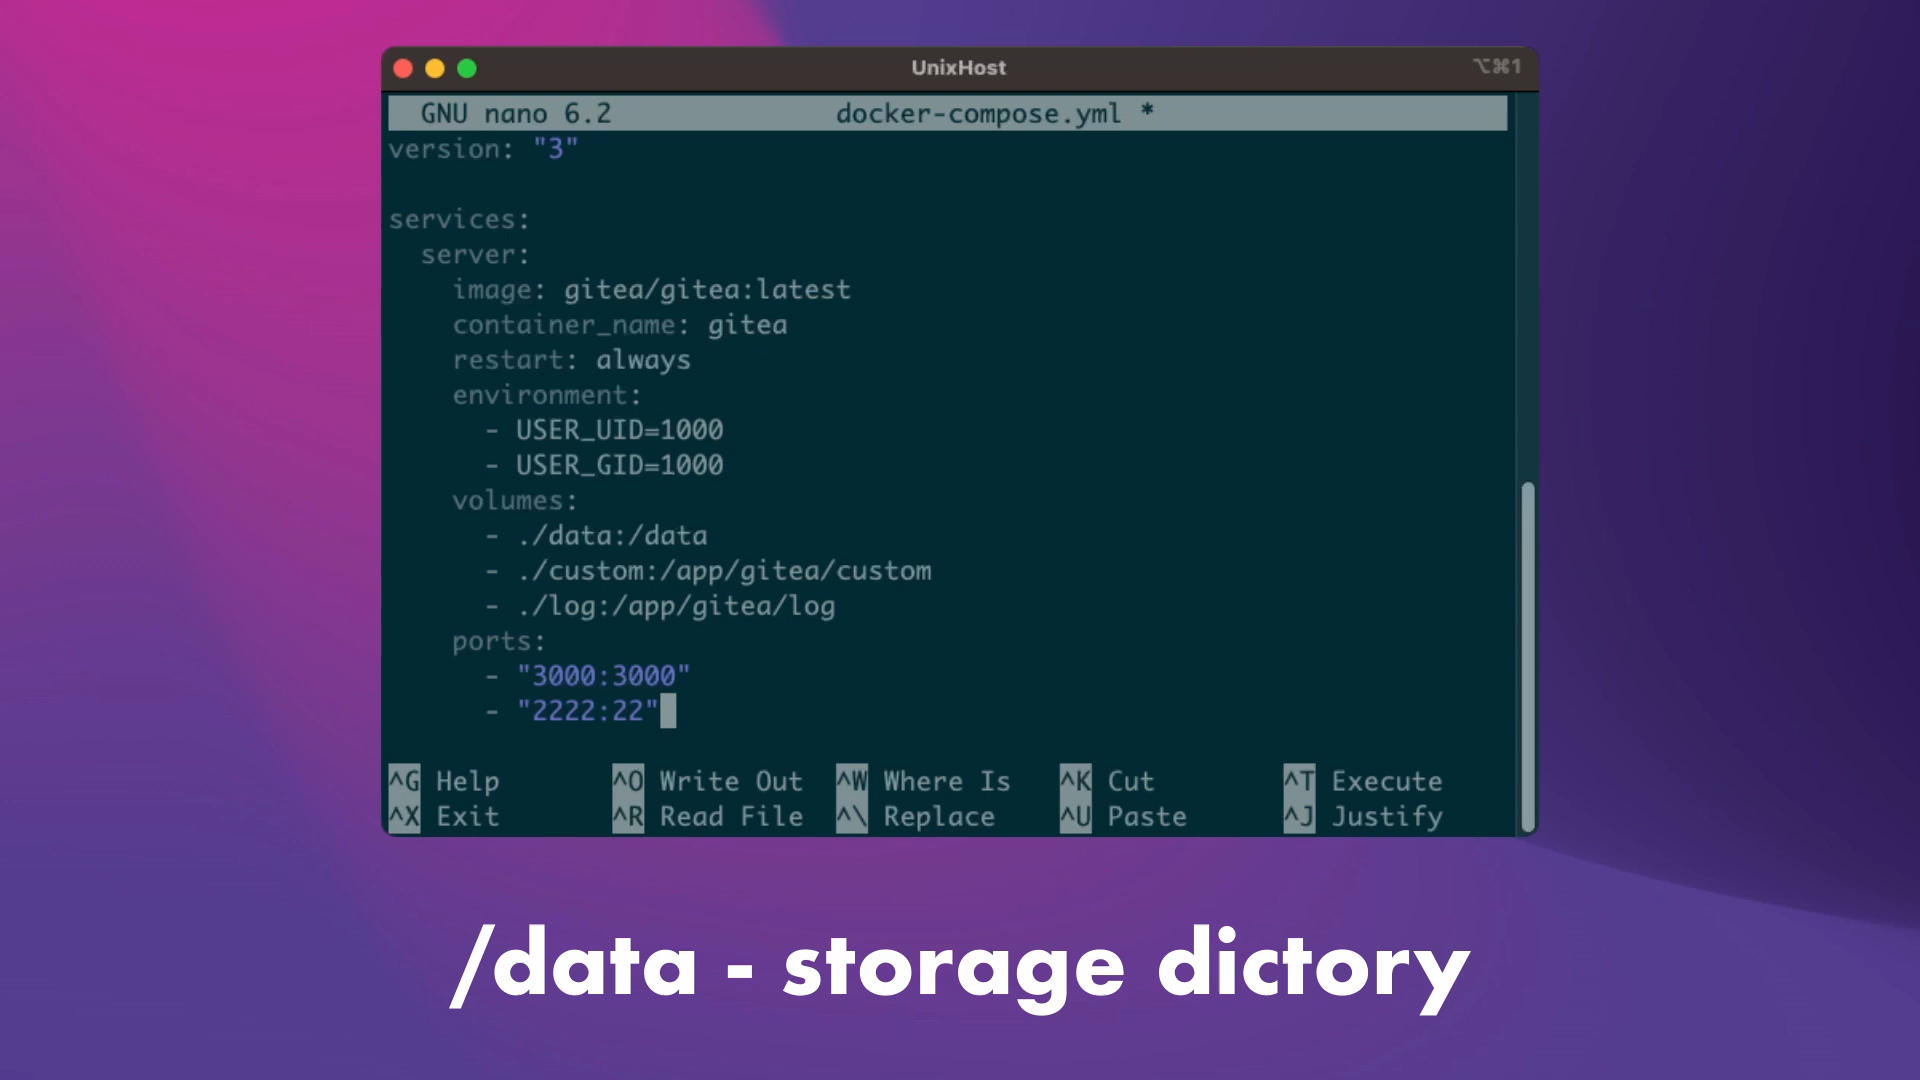 UnixHost ⌥⌘1
GNU nano 6.2 docker-compose.yml *
version: "3"
services:
server:
image: gitea/gitea:latest
container_name: gitea
restart: always
environment:
- USER_UID=1000
- USER_GID=1000
volumes:
- ./data:/data
- ./custom:/app/gitea/custom
- ./log:/app/gitea/log
ports:
- "3000:3000"
- "2222:22"
^G Help ^O Write Out ^W Where Is ^K Cut ^T Execute
^X Exit ^R Read File ^\ Replace ^U Paste ^J Justify
/data - storage dictory